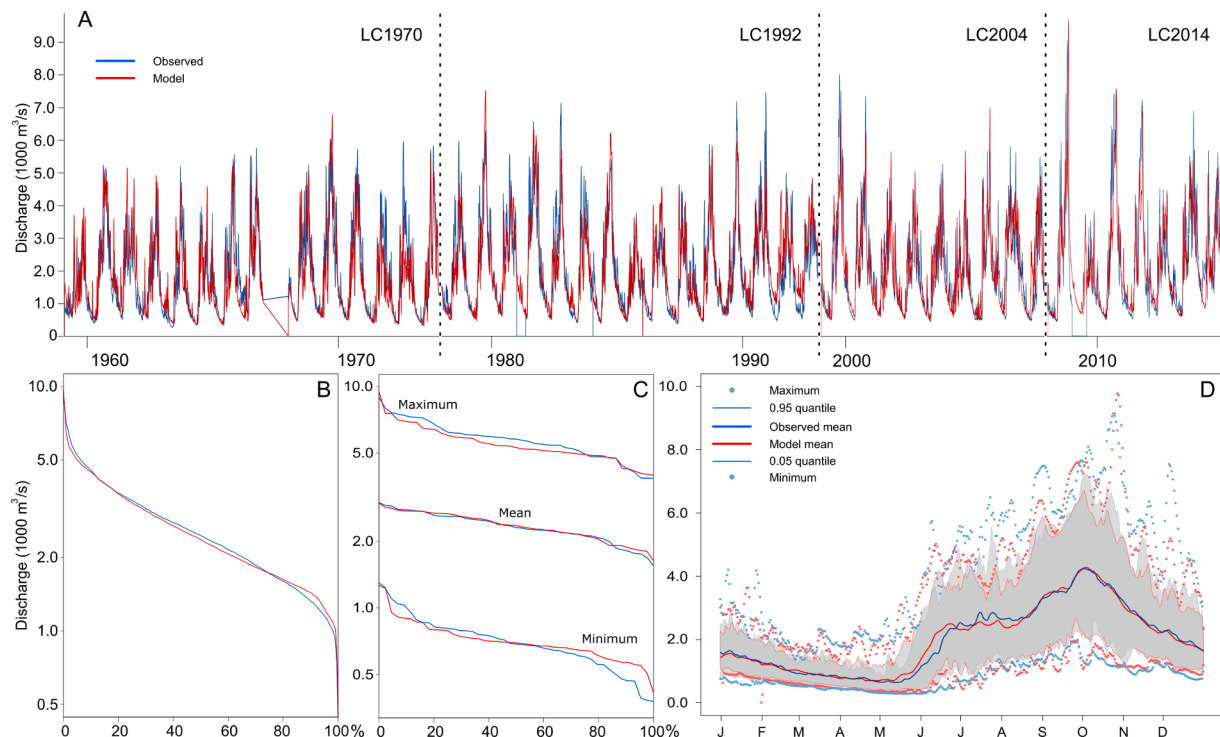 A
LC1970
LC1992
LC2004
LC2014
Observed
Model
Discharge (1000 m³/s)
9.0
8.0
7.0
6.0
5.0
4.0
3.0
2.0
1.0
0
1960
1970
1980
1990
2000
2010
B
Discharge (1000 m³/s)
10.0
5.0
2.0
1.0
0.5
0
20
40
60
80
100 %
C
Maximum
Mean
Minimum
10.0
5.0
2.0
1.0
0.5
0
20
40
60
80
100%
D
Maximum
0.95 quantile
Observed mean
Model mean
0.05 quantile
Minimum
10.0
8.0
6.0
4.0
2.0
0.0
J
F
M
A
M
J
J
A
S
O
N
D